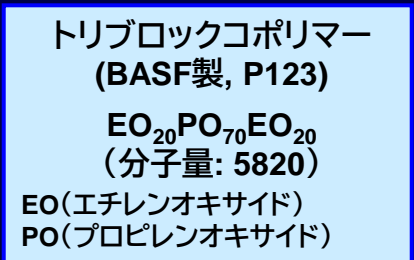 トリブロックコポリマー
(BASF製, P123)
EO₂₀PO₇₀EO₂₀
（分子量: 5820）
EO（エチレンオキサイド）
PO（プロピレンオキサイド）